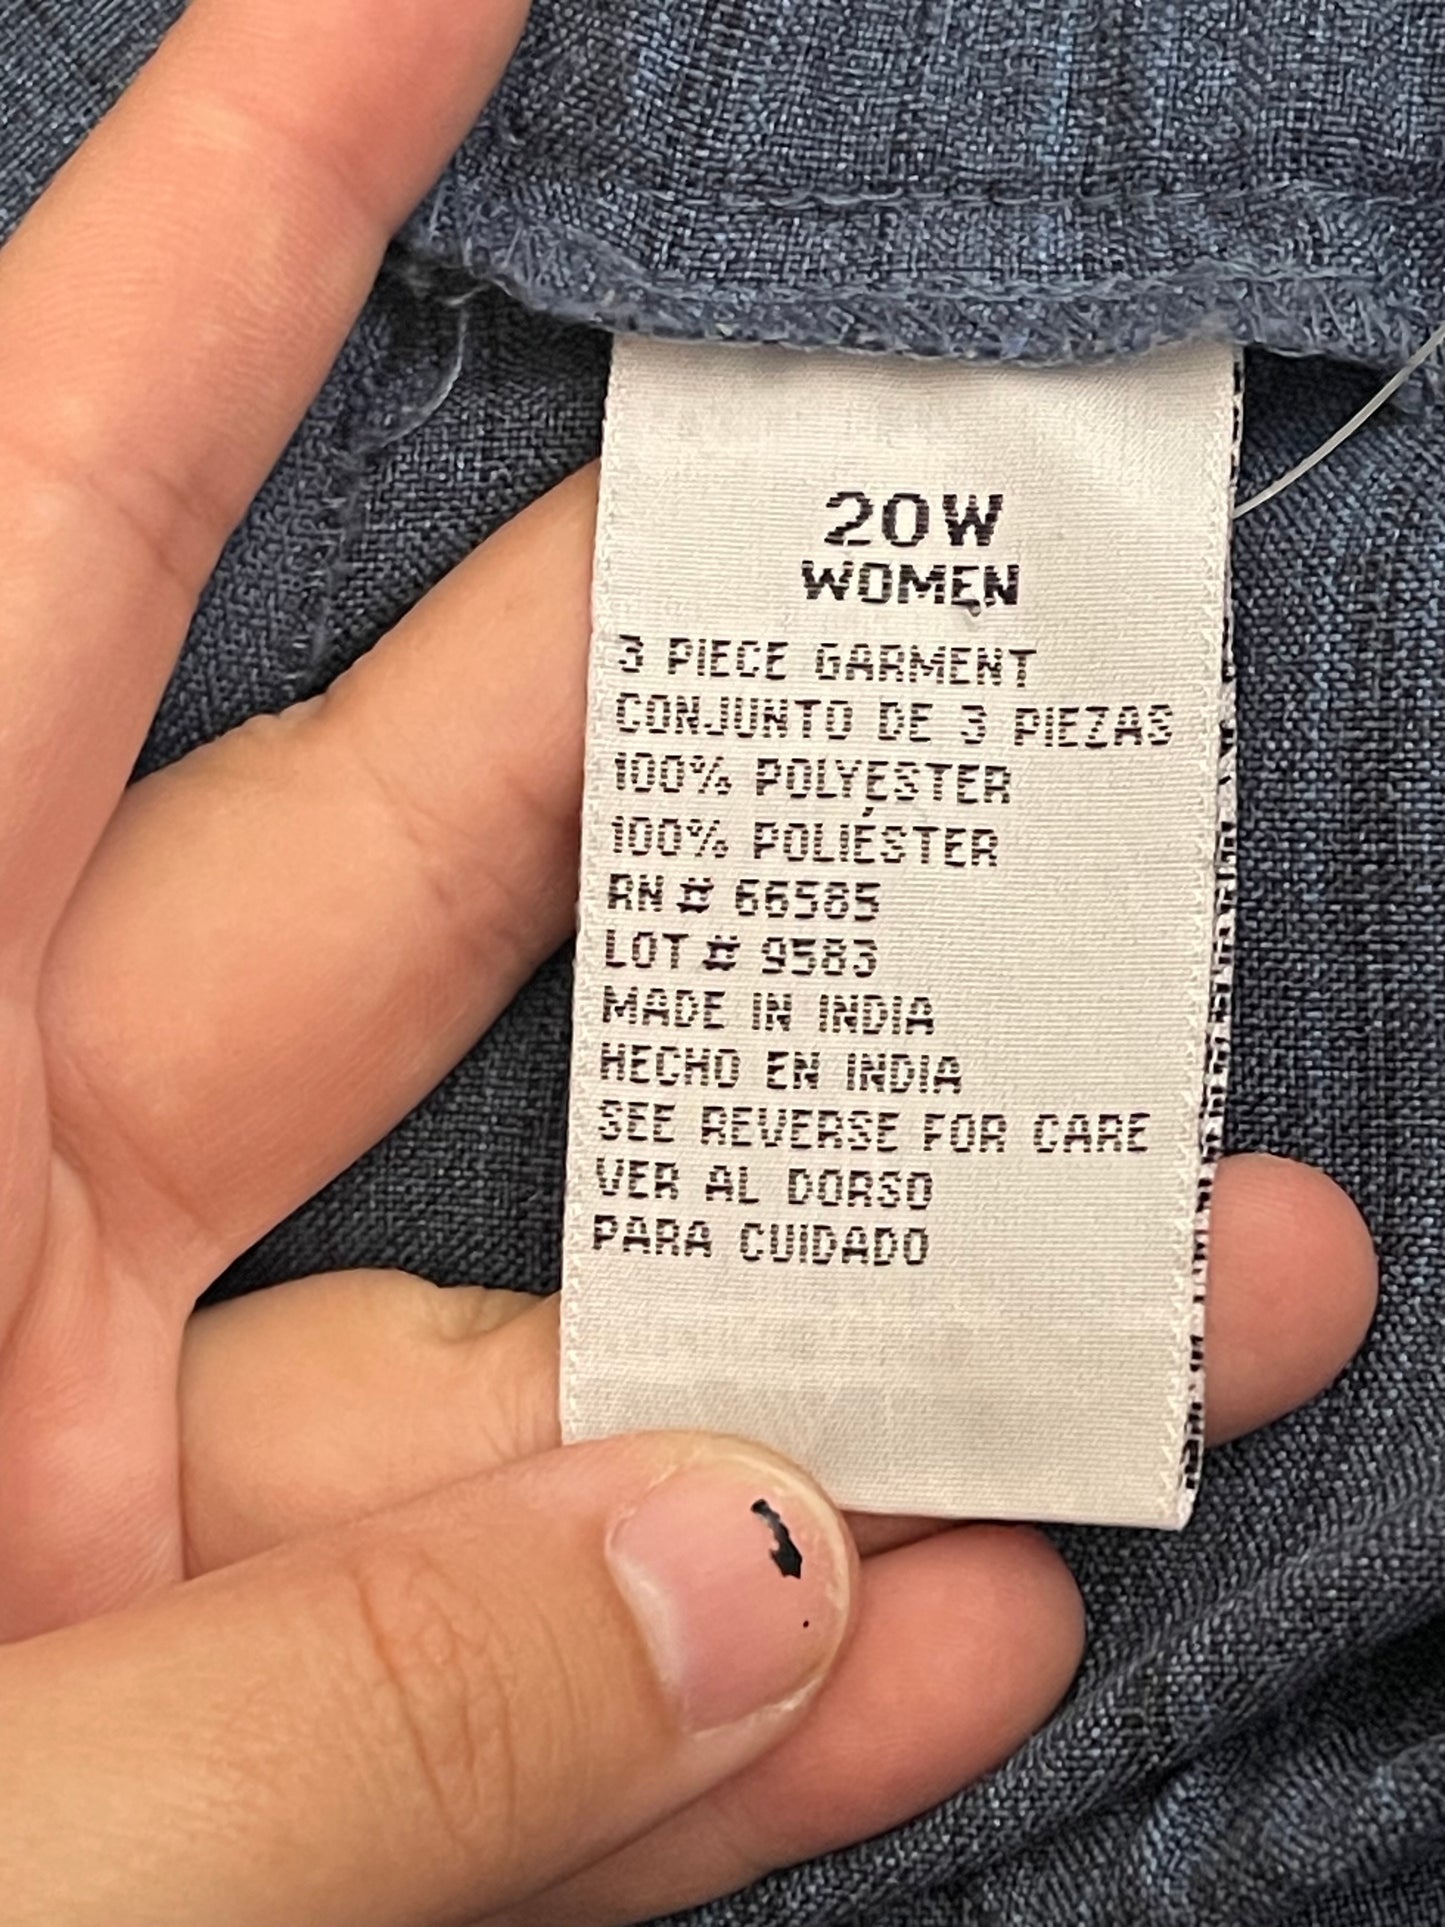 20W
WOMEN
3 PIECE GARMENT
CONJUNTO DE 3 PIEZAS
100% POLYESTER
100% POLIÉSTER
RN # 66585
LOT # 9583
MADE IN INDIA
HECHO EN INDIA
SEE REVERSE FOR CARE
VER AL DORSO
PARA CUIDADO